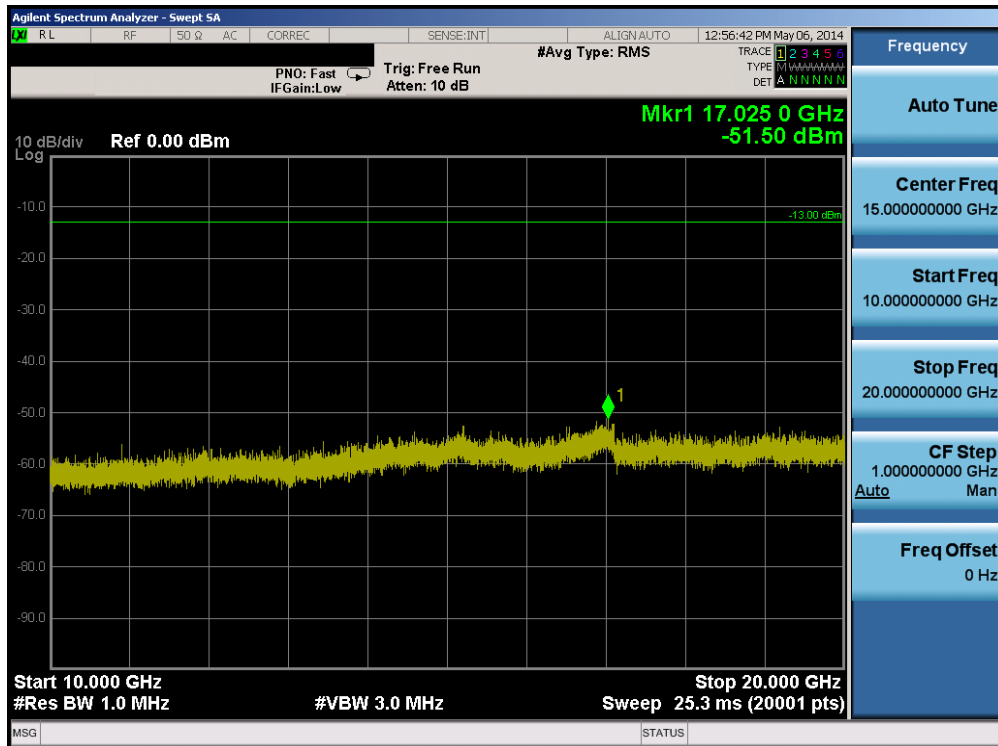 Agilent Spectrum Analyzer - Swept SA
LXI RL RF 50 Ω AC CORREC SENSE:INT ALIGN AUTO 12:56:42 PM May 06, 2014
#Avg Type: RMS TRACE 1 2 3 4 5 6
PNO: Fast Trig: Free Run TYPE M WWWWW
IFGain:Low Atten: 10 dB DET A N N N N N
Mkr1 17.025 0 GHz
-51.50 dBm
10 dB/div Ref 0.00 dBm
Log
-10.0
-13.00 dBm
-20.0
-30.0
-40.0
1
-50.0
-60.0
-70.0
-80.0
-90.0
Start 10.000 GHz Stop 20.000 GHz
#Res BW 1.0 MHz #VBW 3.0 MHz Sweep 25.3 ms (20001 pts)
MSG STATUS
Frequency
Auto Tune
Center Freq
15.000000000 GHz
Start Freq
10.000000000 GHz
Stop Freq
20.000000000 GHz
CF Step
1.000000000 GHz
Auto Man
Freq Offset
0 Hz